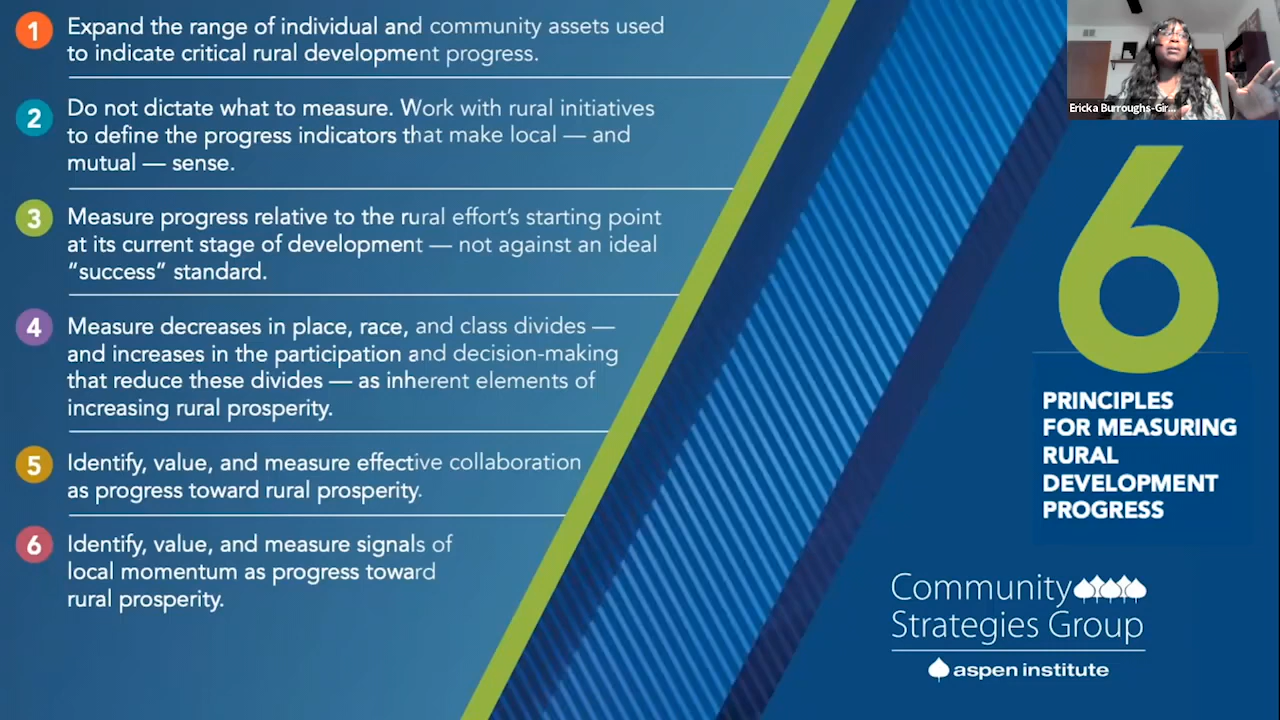 1
Expand the range of individual and community assets used
to indicate critical rural development progress.
2
Do not dictate what to measure. Work with rural initiatives
to define the progress indicators that make local — and
mutual — sense.
3
Measure progress relative to the rural effort’s starting point
at its current stage of development — not against an ideal
“success” standard.
4
Measure decreases in place, race, and class divides —
and increases in the participation and decision-making
that reduce these divides — as inherent elements of
increasing rural prosperity.
5
Identify, value, and measure effective collaboration
as progress toward rural prosperity.
6
Identify, value, and measure signals of
local momentum as progress toward
rural prosperity.
Ericka Burroughs-Gir...
6
PRINCIPLES
FOR MEASURING
RURAL
DEVELOPMENT
PROGRESS
Community
Strategies Group
aspen institute